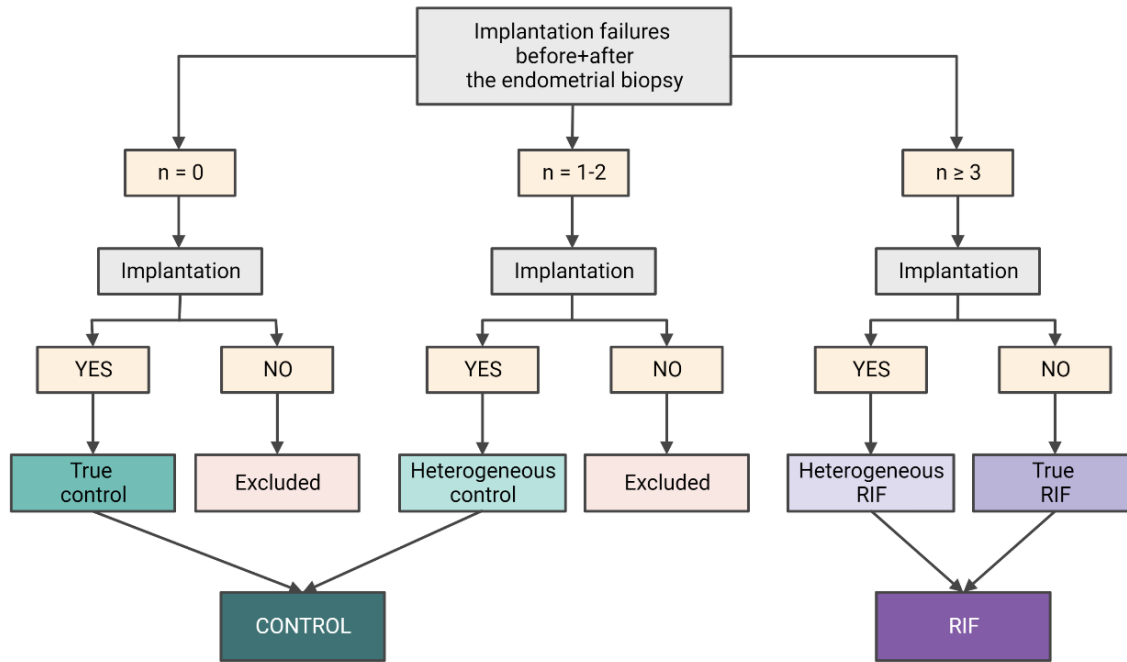 Implantation failures
before+after
the endometrial biopsy
n = 0
n = 1-2
n ≥ 3
Implantation
Implantation
Implantation
YES
NO
YES
NO
YES
NO
True
control
Excluded
Heterogeneous
control
Excluded
Heterogeneous
RIF
True
RIF
CONTROL
RIF